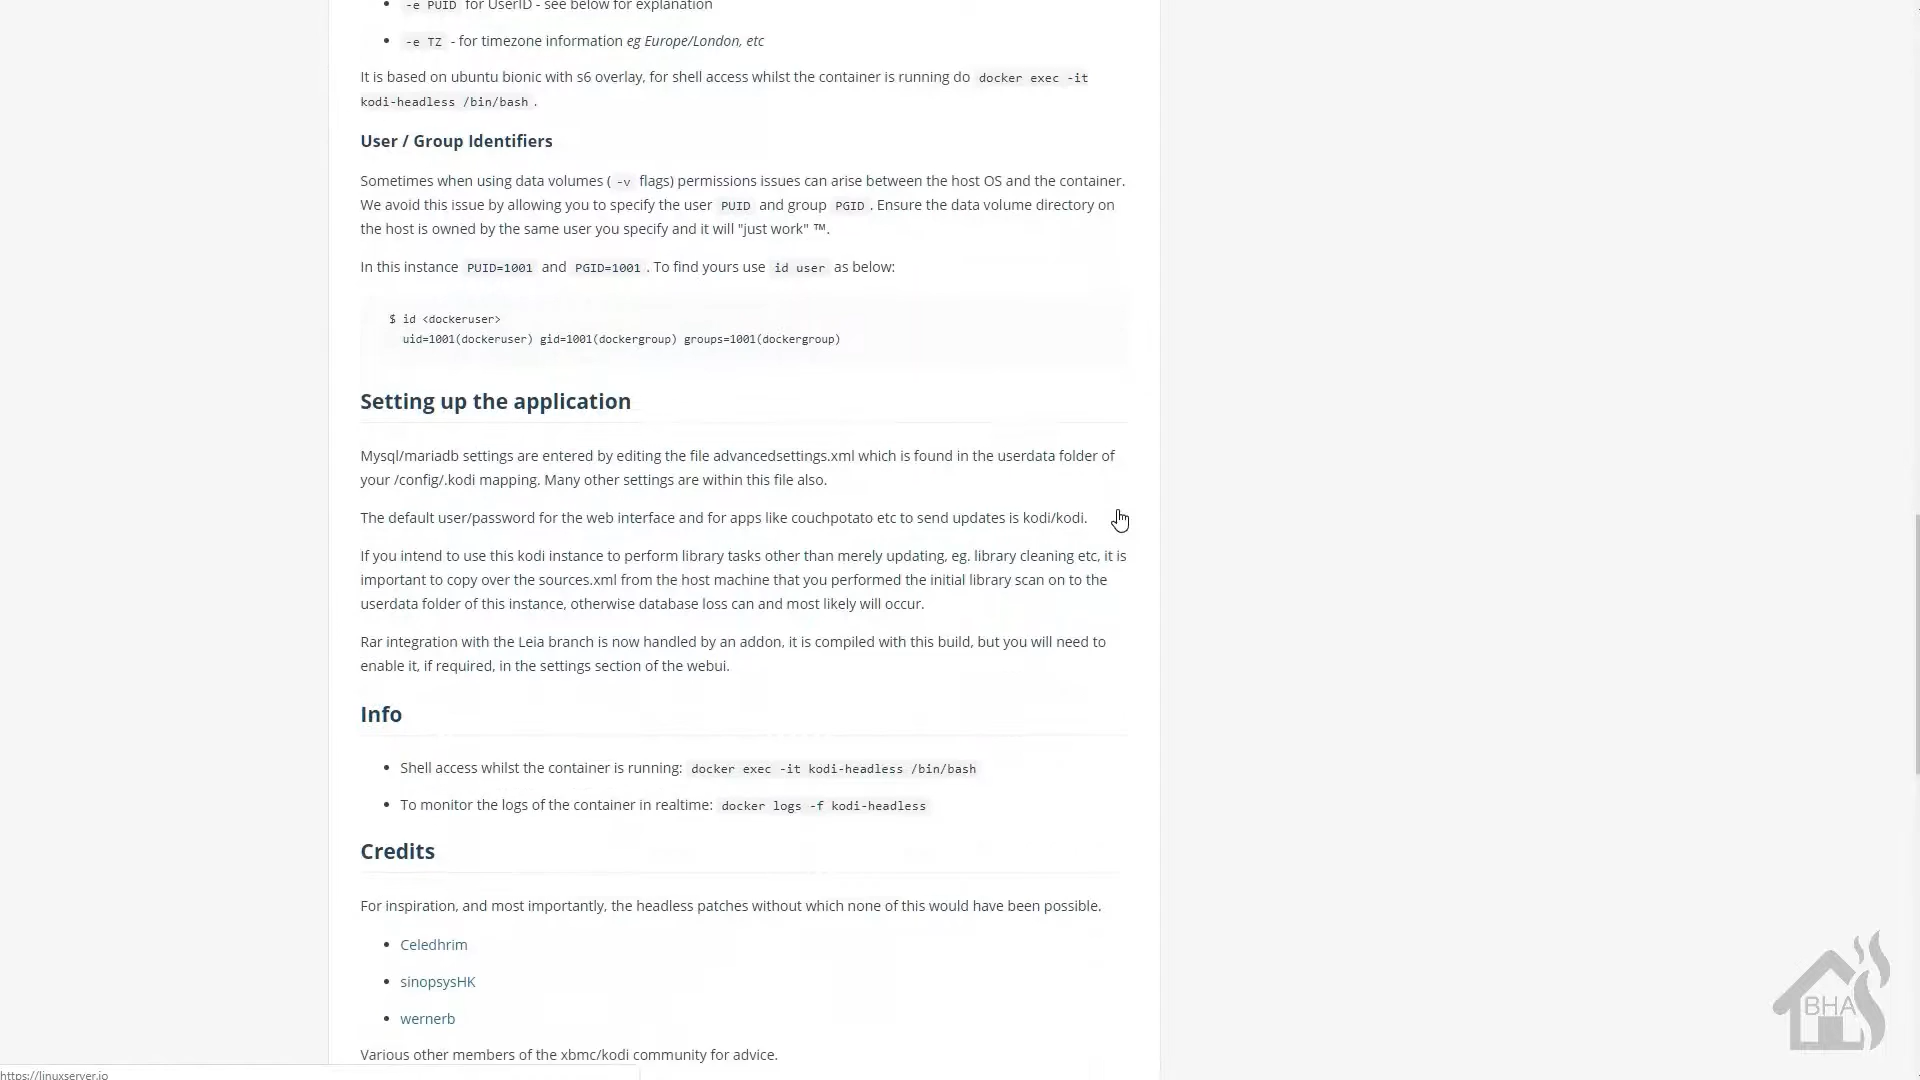 -e PUID for UserID - see below for explanation
-e TZ - for timezone information eg Europe/London, etc
It is based on ubuntu bionic with s6 overlay, for shell access whilst the container is running do docker exec -it
kodi-headless /bin/bash .
User / Group Identifiers
Sometimes when using data volumes ( -v flags) permissions issues can arise between the host OS and the container.
We avoid this issue by allowing you to specify the user PUID and group PGID . Ensure the data volume directory on
the host is owned by the same user you specify and it will "just work" ™.
In this instance PUID=1001 and PGID=1001 . To find yours use id user as below:
$ id <dockeruser>
uid=1001(dockeruser) gid=1001(dockergroup) groups=1001(dockergroup)
Setting up the application
Mysql/mariadb settings are entered by editing the file advancedsettings.xml which is found in the userdata folder of
your /config/.kodi mapping. Many other settings are within this file also.
The default user/password for the web interface and for apps like couchpotato etc to send updates is kodi/kodi.
If you intend to use this kodi instance to perform library tasks other than merely updating, eg. library cleaning etc, it is
important to copy over the sources.xml from the host machine that you performed the initial library scan on to the
userdata folder of this instance, otherwise database loss can and most likely will occur.
Rar integration with the Leia branch is now handled by an addon, it is compiled with this build, but you will need to
enable it, if required, in the settings section of the webui.
Info
Shell access whilst the container is running: docker exec -it kodi-headless /bin/bash
To monitor the logs of the container in realtime: docker logs -f kodi-headless
Credits
For inspiration, and most importantly, the headless patches without which none of this would have been possible.
Celedhrim
sinopsysHK
wernerb
Various other members of the xbmc/kodi community for advice.
https://linuxserver.io
BHA